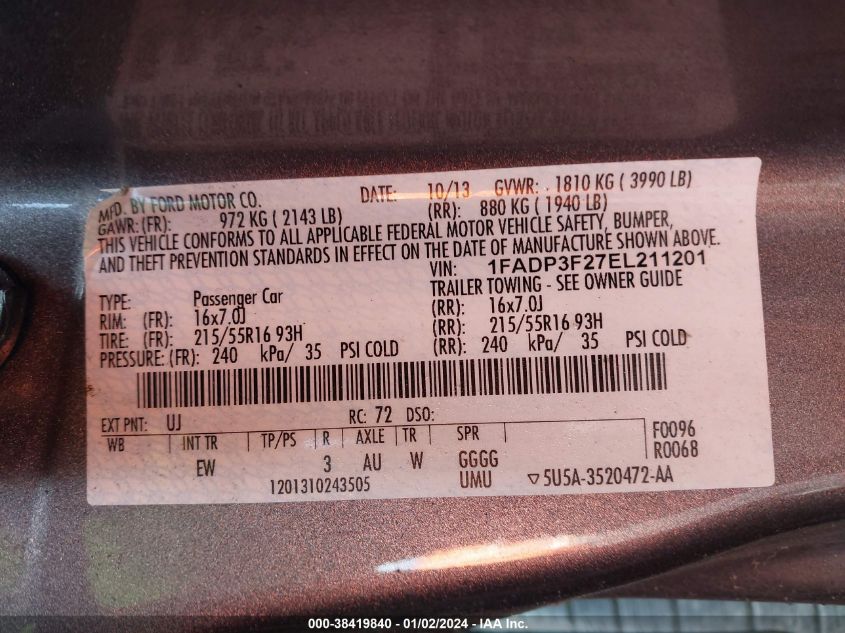 MFD. BY FORD MOTOR CO. DATE: 10/13 GVWR: 1810 KG ( 3990 LB)
GAWR: (FR): 972 KG ( 2143 LB) (RR): 880 KG ( 1940 LB)
THIS VEHICLE CONFORMS TO ALL APPLICABLE FEDERAL MOTOR VEHICLE SAFETY, BUMPER,
AND THEFT PREVENTION STANDARDS IN EFFECT ON THE DATE OF MANUFACTURE SHOWN ABOVE.
VIN: 1FADP3F27EL211201
TRAILER TOWING - SEE OWNER GUIDE
TYPE: Passenger Car
RIM: (FR): 16x7.0J (RR): 16x7.0J
TIRE: (FR): 215/55R16 93H (RR): 215/55R16 93H
PRESSURE: (FR): 240 kPa/ 35 PSI COLD (RR): 240 kPa/ 35 PSI COLD
EXT PNT: UJ RC: 72 DSO:
WB INT TR TP/PS R AXLE TR SPR F0096
EW 3 AU W GGGG R0068
1201310243505 UMU ▽5U5A-3520472-AA
000-38419840 - 01/02/2024 - IAA Inc.